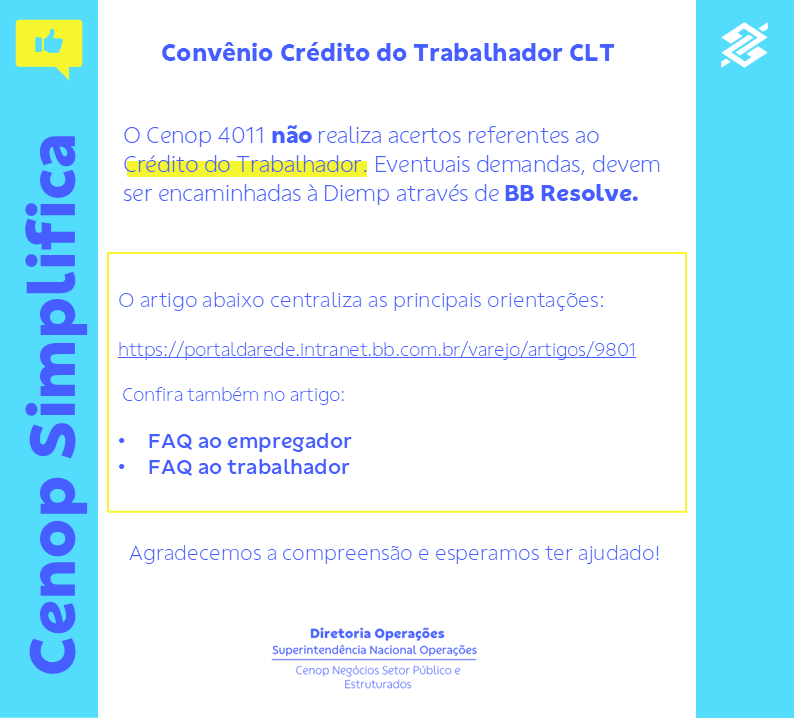 Cenop Simplifica
Convênio Crédito do Trabalhador CLT
O Cenop 4011 não realiza acertos referentes ao
Crédito do Trabalhador. Eventuais demandas, devem
ser encaminhadas à Diemp através de BB Resolve.
O artigo abaixo centraliza as principais orientações:
https://portaldarede.intranet.bb.com.br/varejo/artigos/9801
Confira também no artigo:
• FAQ ao empregador
• FAQ ao trabalhador
Agradecemos a compreensão e esperamos ter ajudado!
Diretoria Operações
Superintendência Nacional Operações
Cenop Negócios Setor Público e
Estruturados